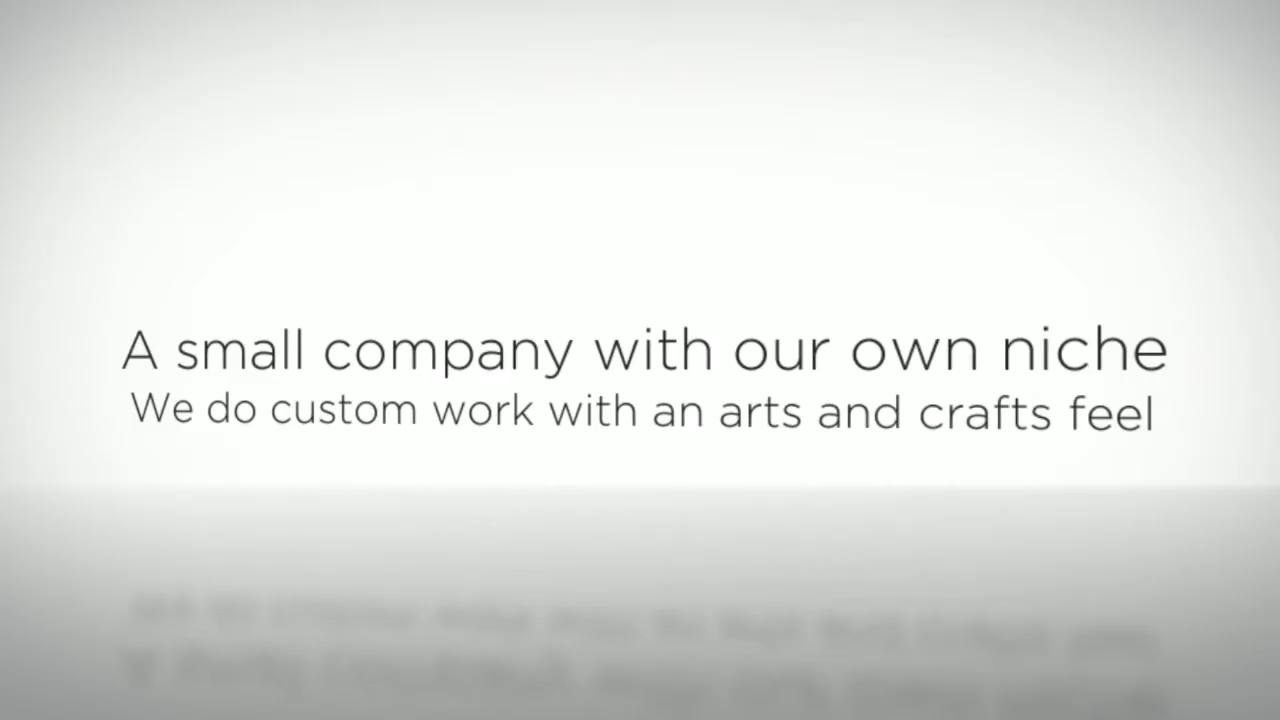 A small company with our own niche
We do custom work with an arts and crafts feel